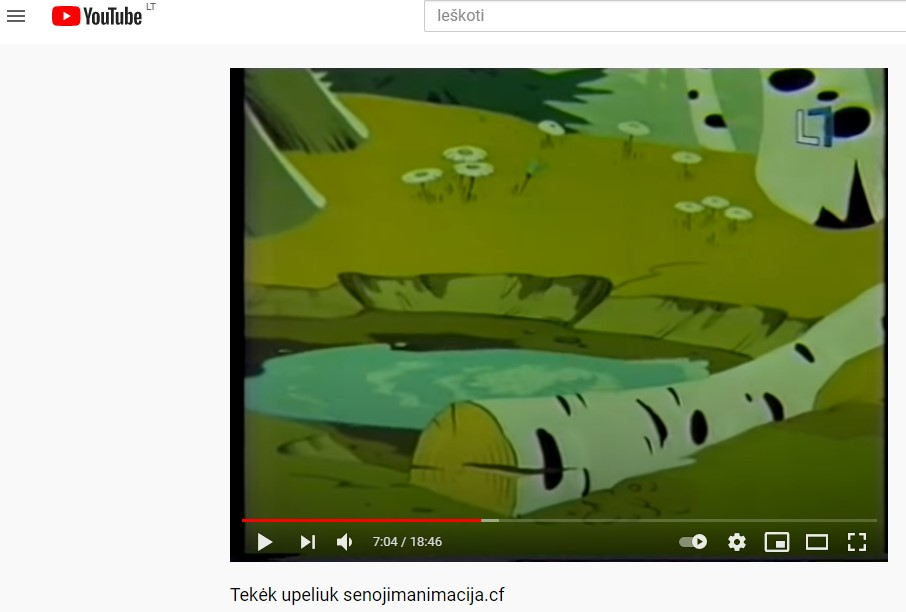 YouTube LT
Ieškoti
LT
7:04 / 18:46
Tekėk upeliuk senojimanimacija.cf